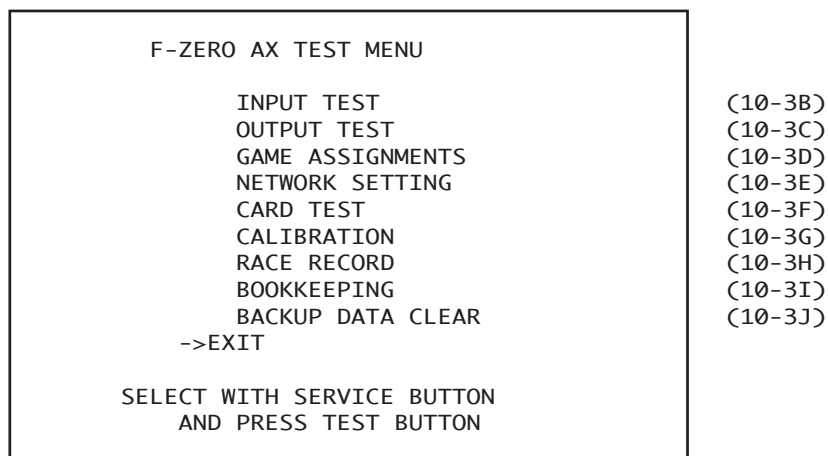 F-ZERO AX TEST MENU
INPUT TEST (10-3B)
OUTPUT TEST (10-3C)
GAME ASSIGNMENTS (10-3D)
NETWORK SETTING (10-3E)
CARD TEST (10-3F)
CALIBRATION (10-3G)
RACE RECORD (10-3H)
BOOKKEEPING (10-3I)
BACKUP DATA CLEAR (10-3J)
->EXIT
SELECT WITH SERVICE BUTTON
AND PRESS TEST BUTTON